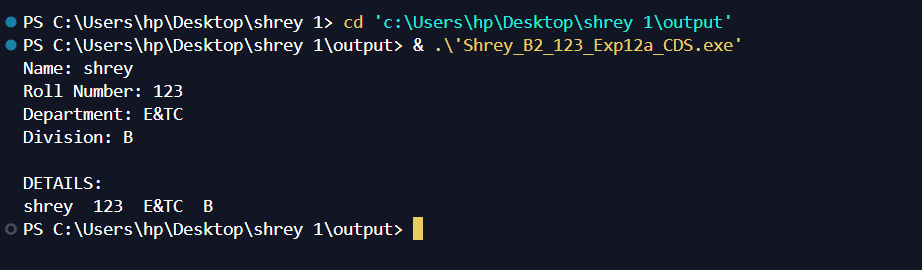 PS C:\Users\hp\Desktop\shrey 1> cd 'c:\Users\hp\Desktop\shrey 1\output'
PS C:\Users\hp\Desktop\shrey 1\output> & .\'Shrey_B2_123_Exp12a_CDS.exe'
Name: shrey
Roll Number: 123
Department: E&TC
Division: B

DETAILS:
shrey  123  E&TC  B
PS C:\Users\hp\Desktop\shrey 1\output>